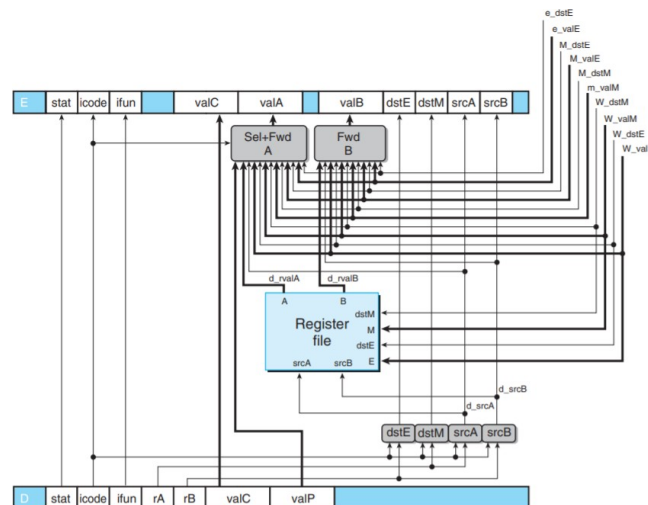 e_dstE
e_valE
M_dstE
M_valE
M_dstM
m_valM
W_dstM
W_valM
W_dstE
W_val
E stat icode ifun valC valA valB dstE dstM srcA srcB
Sel+Fwd
A
Fwd
B
d_rvalA d_rvalB
A B
Register
file
dstM
M
dstE
E
srcA srcB
d_srcB
d_srcA
dstE dstM srcA srcB
D stat icode ifun rA rB valC valP